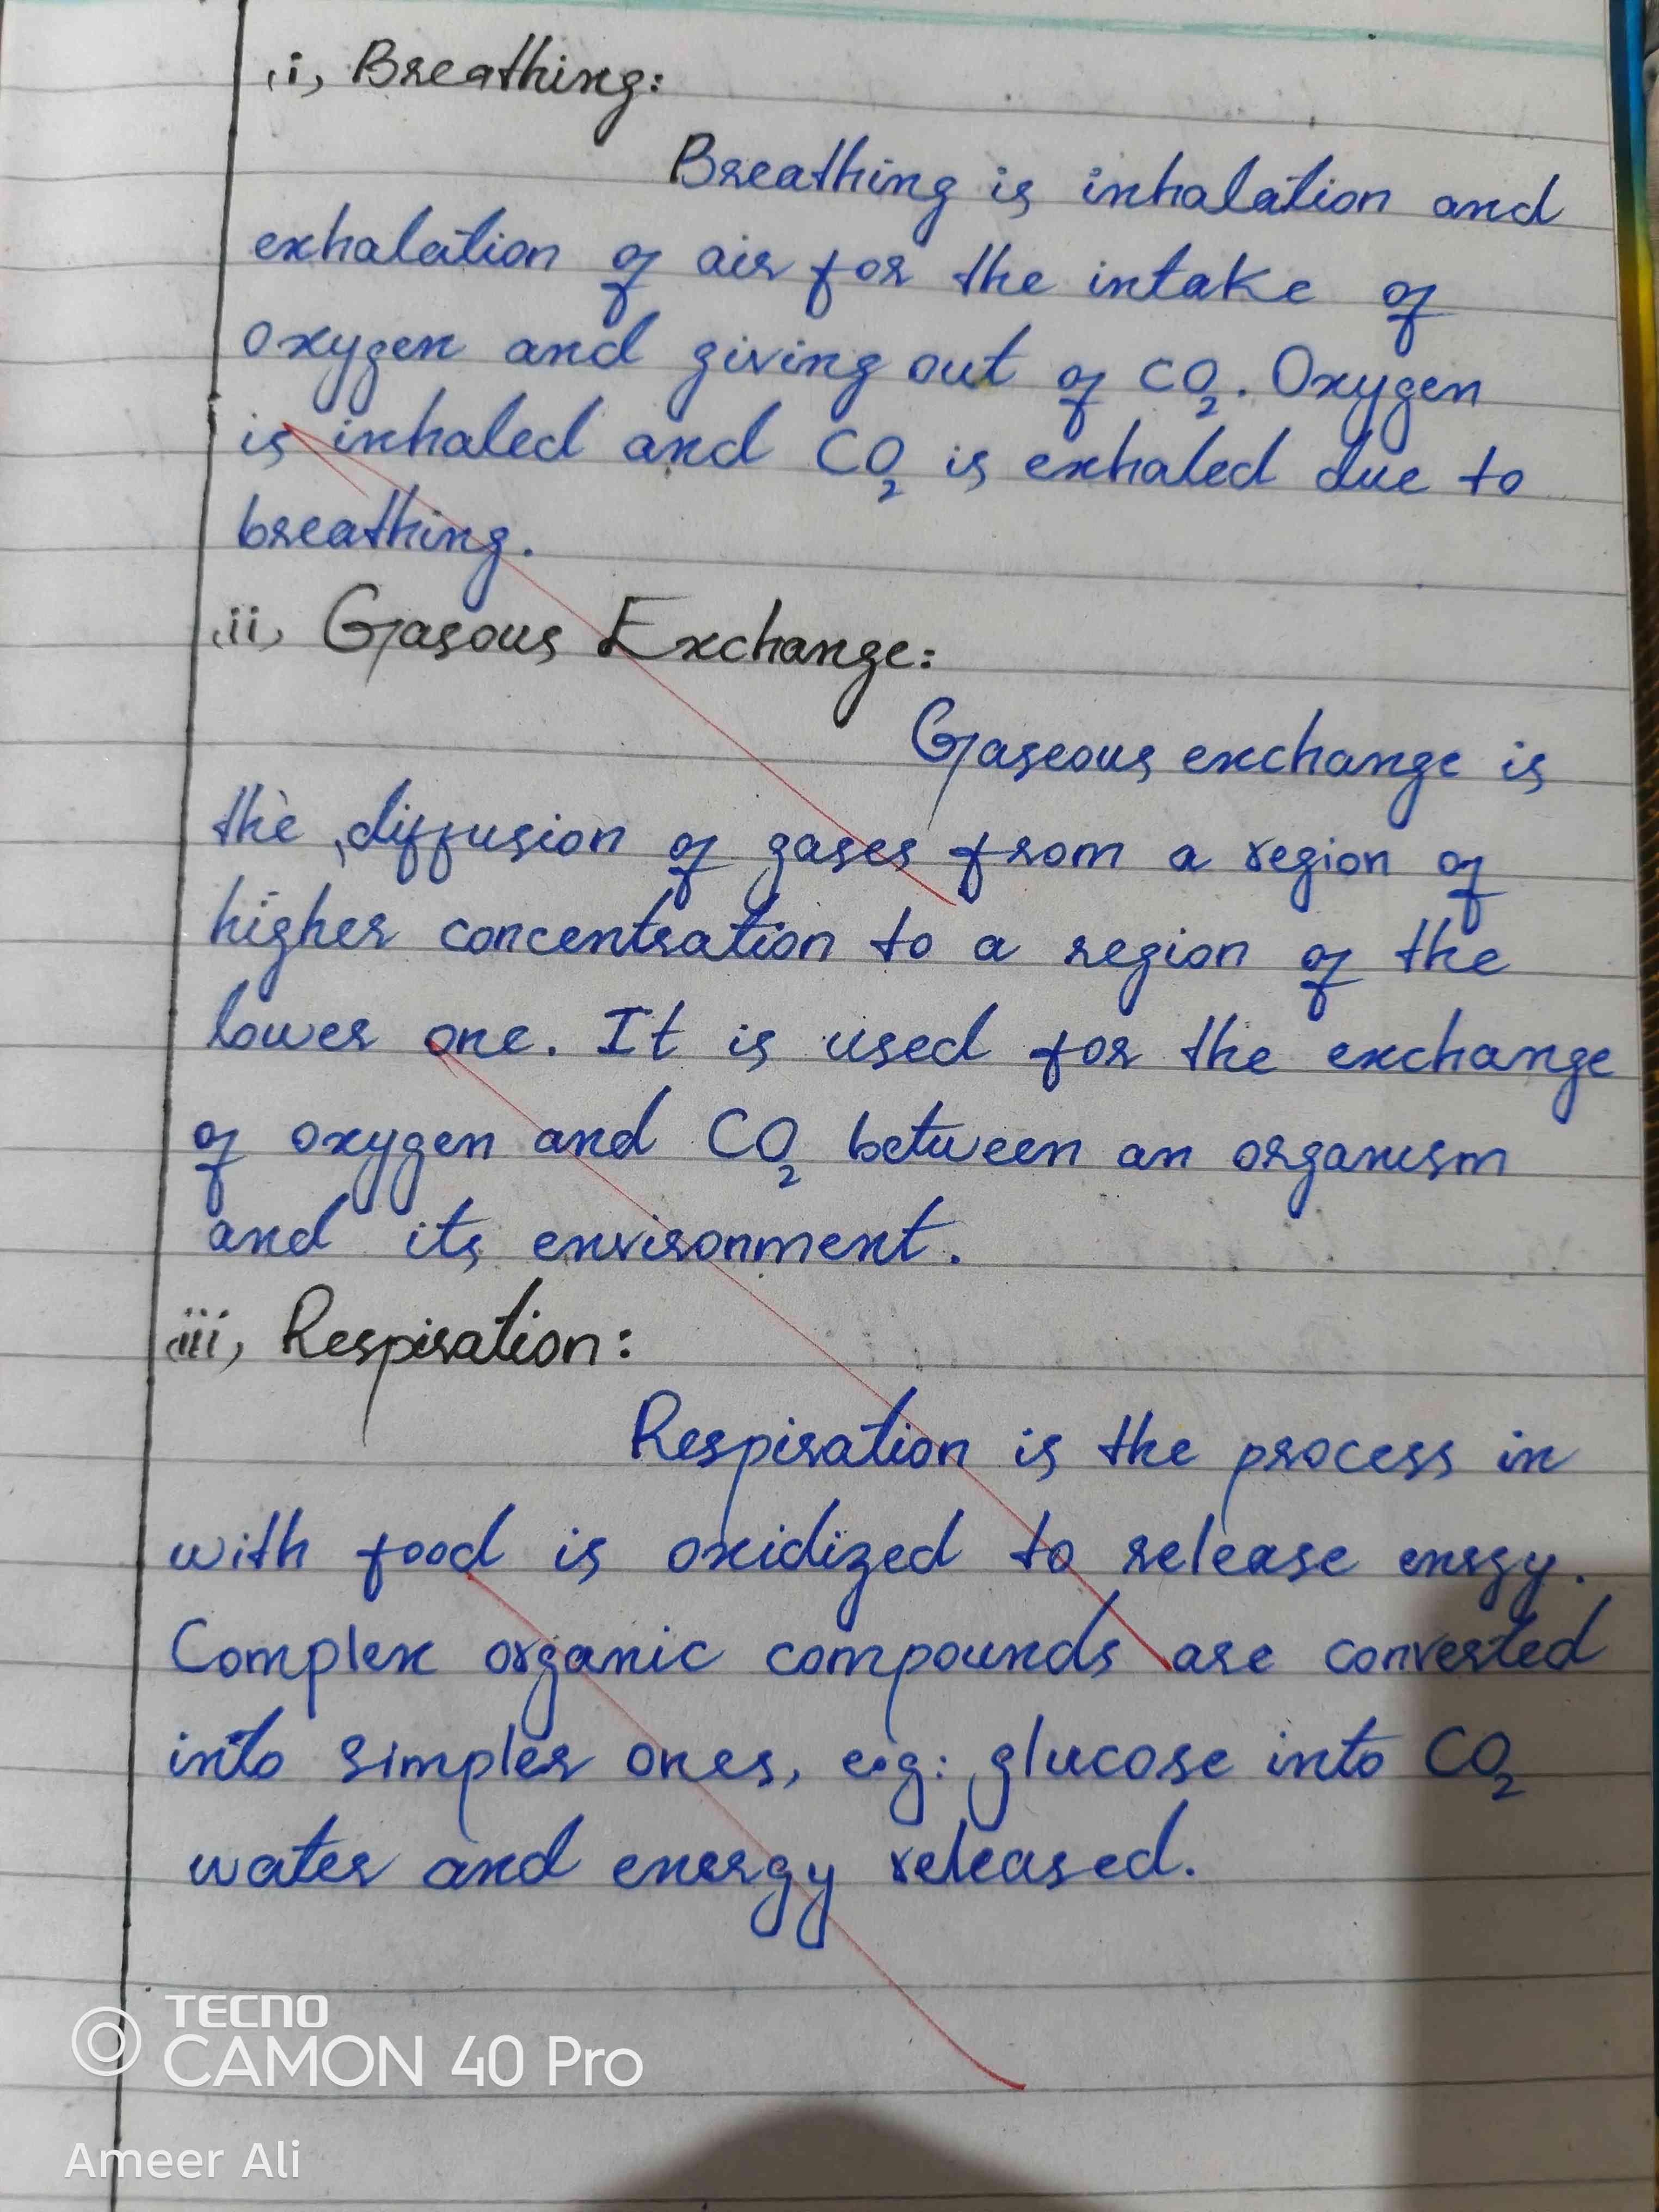 (i) Breathing:
Breathing is inhalation and
exhalation of air for the intake of
oxygen and giving out of CO₂. Oxygen
is inhaled and CO₂ is exhaled due to
breathing.
(ii) Gasous Exchange:
Gaseous exchange is
the diffusion of gases from a region of
higher concentration to a region of the
lower one. It is used for the exchange
of oxygen and CO₂ between an organism
and its environment.
(iii) Respiration:
Respiration is the process in
with food is oxidized to release enrgy.
Complex organic compounds are converted
into simpler ones, e.g: glucose into CO₂
water and energy released.
TECNO
CAMON 40 Pro
Ameer Ali